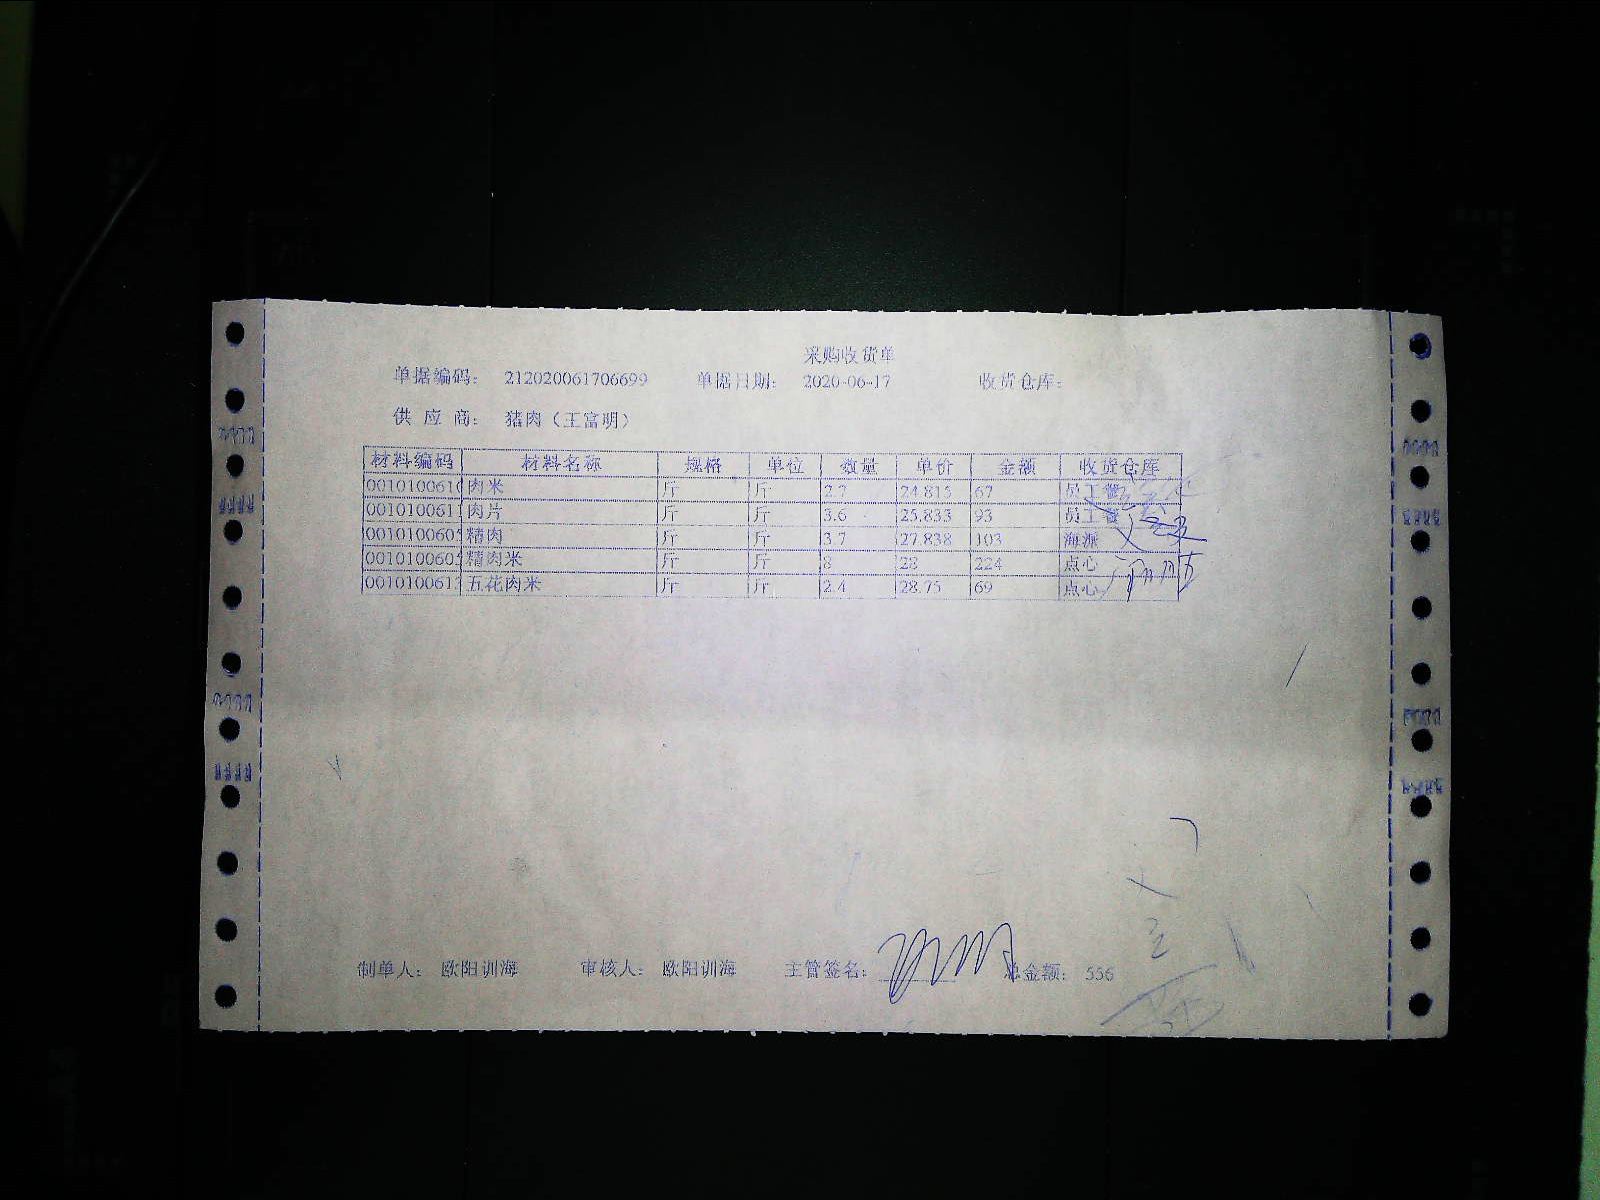 采购收货单
单据编码： 212020061706699 单据日期： 2020-06-17 收货仓库：
供 应 商： 猪肉（王富明）
材料编码 材料名称 规格 单位 数量 单价 金额 收货仓库
001010061 肉米 斤 斤 2.7 24.815 67 员工餐
001010061 肉片 斤 斤 3.6 25.833 93 员工餐
001010060 精肉 斤 斤 3.7 27.838 103 海派
001010060 精肉米 斤 斤 8 28 224 点心
001010061 五花肉米 斤 斤 2.4 28.75 69 点心
制单人： 欧阳训海 审核人： 欧阳训海 主管签名： 总金额： 556